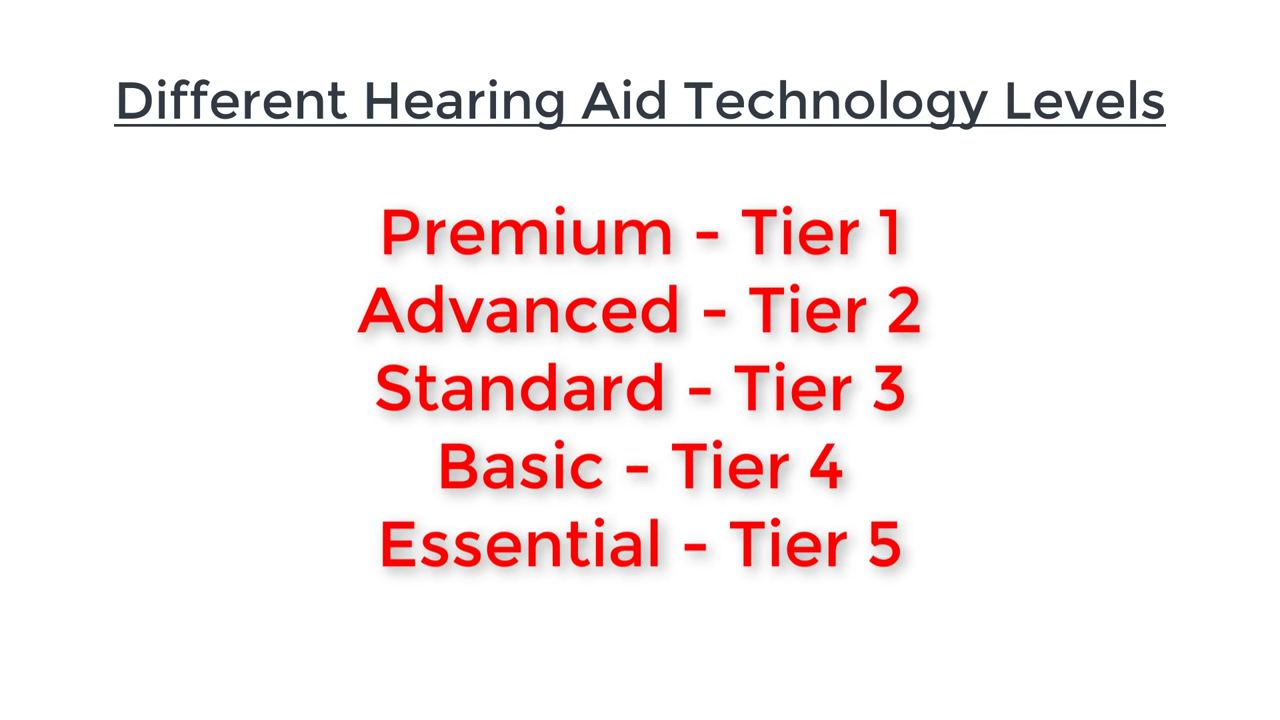 Different Hearing Aid Technology Levels
Premium - Tier 1
Advanced - Tier 2
Standard - Tier 3
Basic - Tier 4
Essential - Tier 5